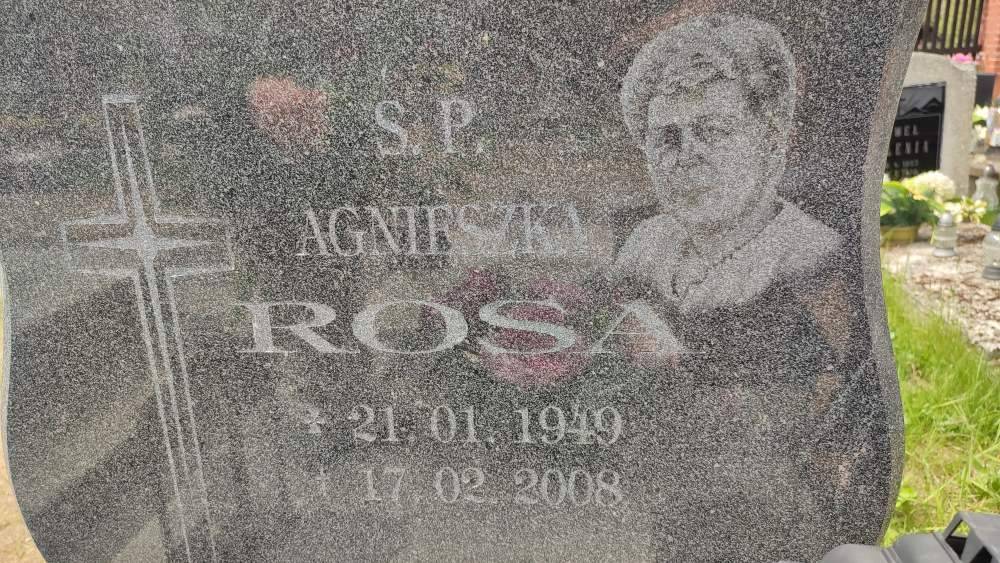 S. P.
AGNIESZKA
ROSA
* 21. 01. 1949
† 17. 02. 2008